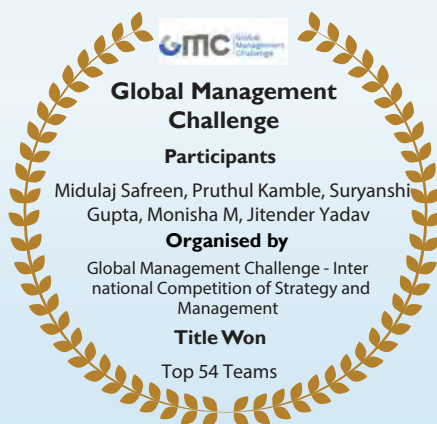 GMC
Global
Management
Challenge
Global Management
Challenge
Participants
Midulaj Safreen, Pruthul Kamble, Suryanshi
Gupta, Monisha M, Jitender Yadav
Organised by
Global Management Challenge - Inter
national Competition of Strategy and
Management
Title Won
Top 54 Teams